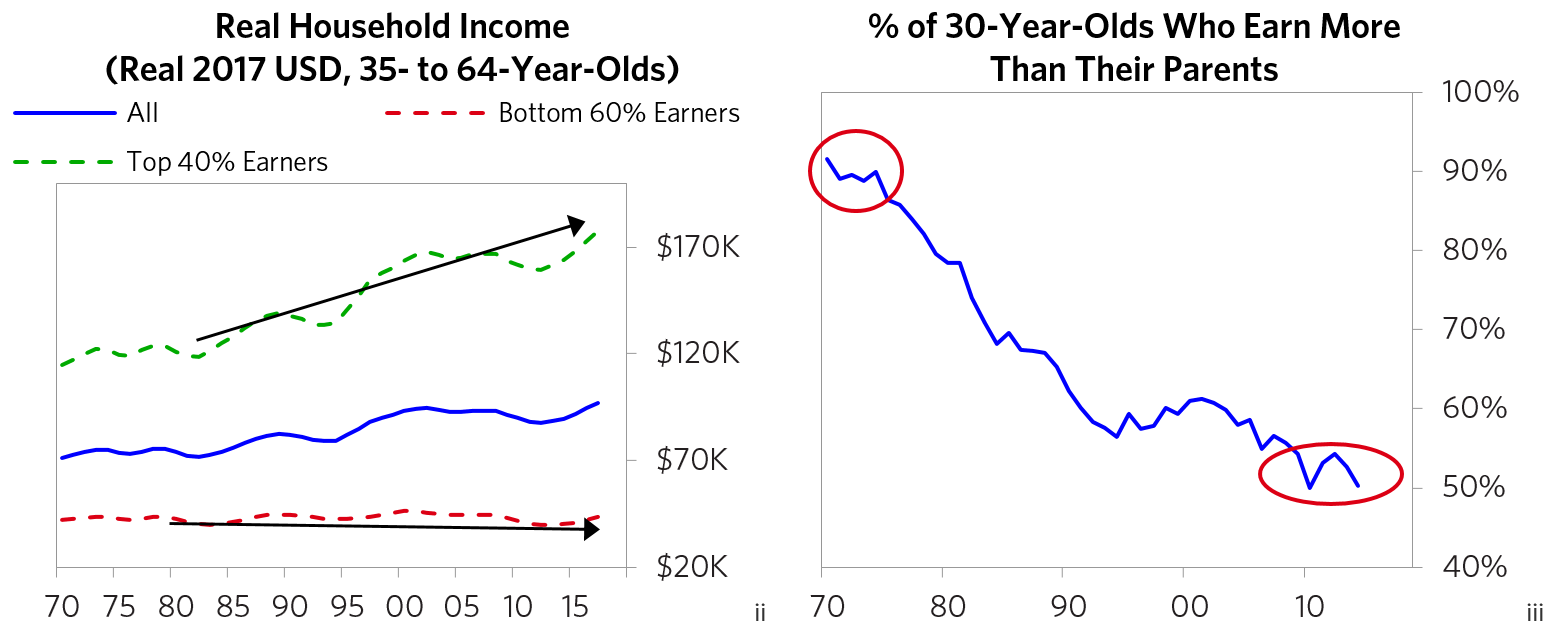 Real Household Income
(Real 2017 USD, 35- to 64-Year-Olds)
All
Bottom 60% Earners
Top 40% Earners
$170K
$120K
$70K
$20K
70 75 80 85 90 95 00 05 10 15
ii
% of 30-Year-Olds Who Earn More
Than Their Parents
100%
90%
80%
70%
60%
50%
40%
70 80 90 00 10
iii